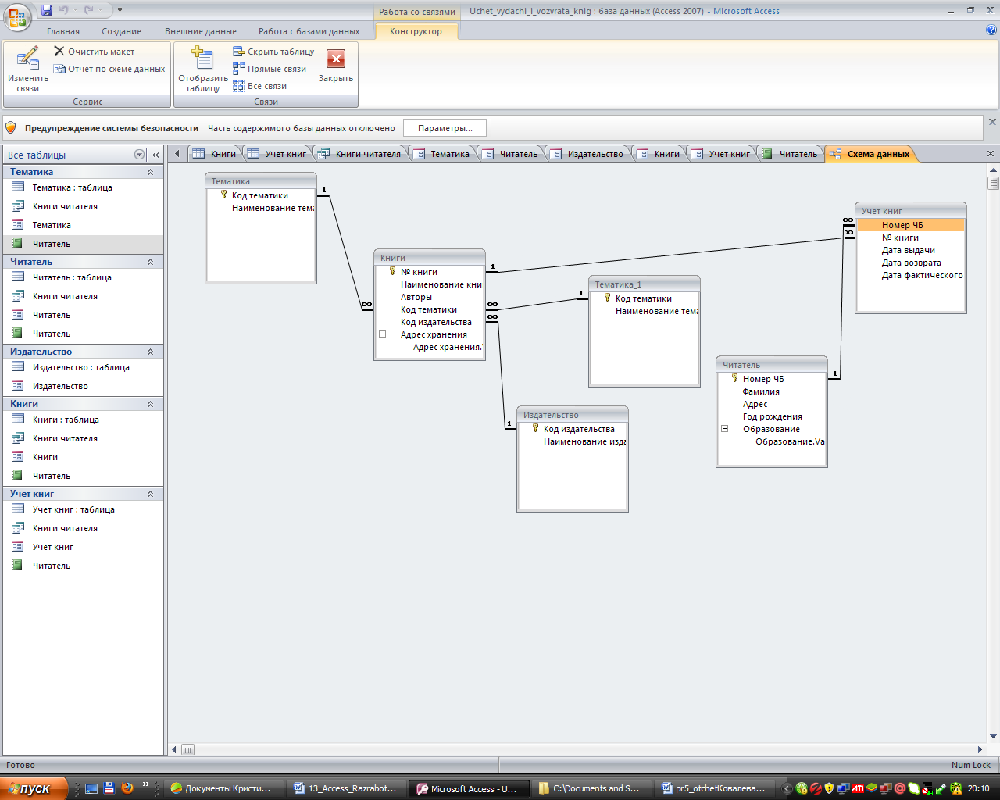 Работа со связями
Uchet_vydachi_i_vozvrata_knig : база данных (Access 2007) - Microsoft Access
Главная
Создание
Внешние данные
Работа с базами данных
Конструктор
Изменить связи
Очистить макет
Отчет по схеме данных
Сервис
Отобразить таблицу
Скрыть таблицу
Прямые связи
Все связи
Закрыть
Связи
Предупреждение системы безопасности
Часть содержимого базы данных отключено
Параметры...
Все таблицы
Тематика
Тематика : таблица
Книги читателя
Тематика
Читатель
Читатель
Читатель : таблица
Книги читателя
Читатель
Читатель
Издательство
Издательство : таблица
Издательство
Книги
Книги : таблица
Книги читателя
Книги
Читатель
Учет книг
Учет книг : таблица
Книги читателя
Учет книг
Читатель
Книги
Учет книг
Книги читателя
Тематика
Читатель
Издательство
Книги
Учет книг
Читатель
Схема данных
Тематика
Код тематики
Наименование тема
1
∞
Книги
№ книги
Наименование кни
Авторы
Код тематики
Код издательства
Адрес хранения
Адрес хранения.
1
∞
∞
Тематика_1
Код тематики
Наименование тема
1
Издательство
Код издательства
Наименование изда
1
Учет книг
Номер ЧБ
№ книги
Дата выдачи
Дата возврата
Дата фактического
∞
∞
Читатель
Номер ЧБ
Фамилия
Адрес
Год рождения
Образование
Образование.Va
1
Готово
Num Lock
пуск
Документы Кристи...
13_Access_Razrabot...
Microsoft Access - U...
C:\Documents and S...
pr5_otchetКовалева...
ATI
20:10